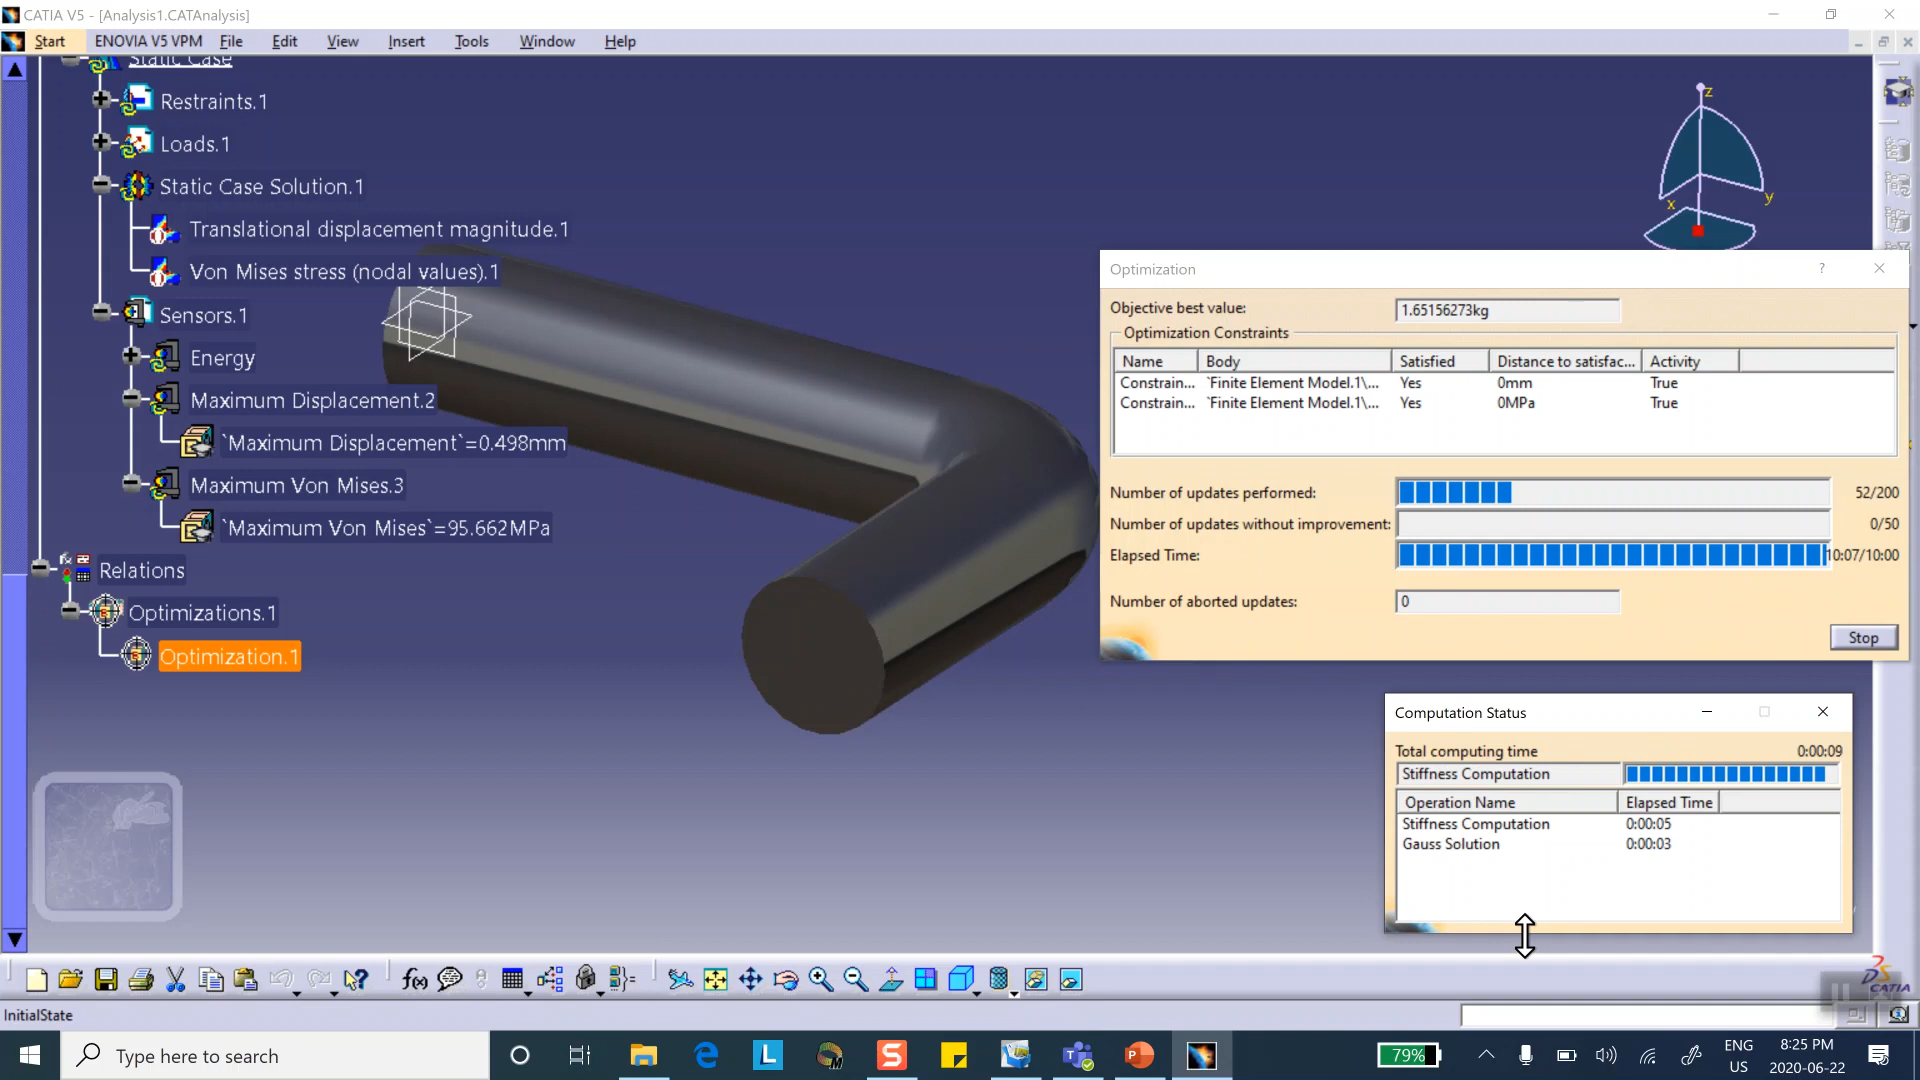 CATIA V5 - [Analysis1.CATAnalysis]
Start ENOVIA V5 VPM File Edit View Insert Tools Window Help
Static Case
Restraints.1
Loads.1
Static Case Solution.1
Translational displacement magnitude.1
Von Mises stress (nodal values).1
Sensors.1
Energy
Maximum Displacement.2
`Maximum Displacement`=0.498mm
Maximum Von Mises.3
`Maximum Von Mises`=95.662MPa
Relations
Optimizations.1
Optimization.1
z
y
x
Optimization ?
Objective best value: 1.65156273kg
Optimization Constraints
Name Body Satisfied Distance to satisfac... Activity
Constrain... `Finite Element Model.1\... Yes 0mm True
Constrain... `Finite Element Model.1\... Yes 0MPa True
Number of updates performed: 52/200
Number of updates without improvement: 0/50
Elapsed Time: 10:07/10:00
Number of aborted updates: 0
Stop
Computation Status
Total computing time 0:00:09
Stiffness Computation
Operation Name Elapsed Time
Stiffness Computation 0:00:05
Gauss Solution 0:00:03
f(x)
CATIA
InitialState
Type here to search
L
S
T
P
79%
ENG
US
8:25 PM
2020-06-22